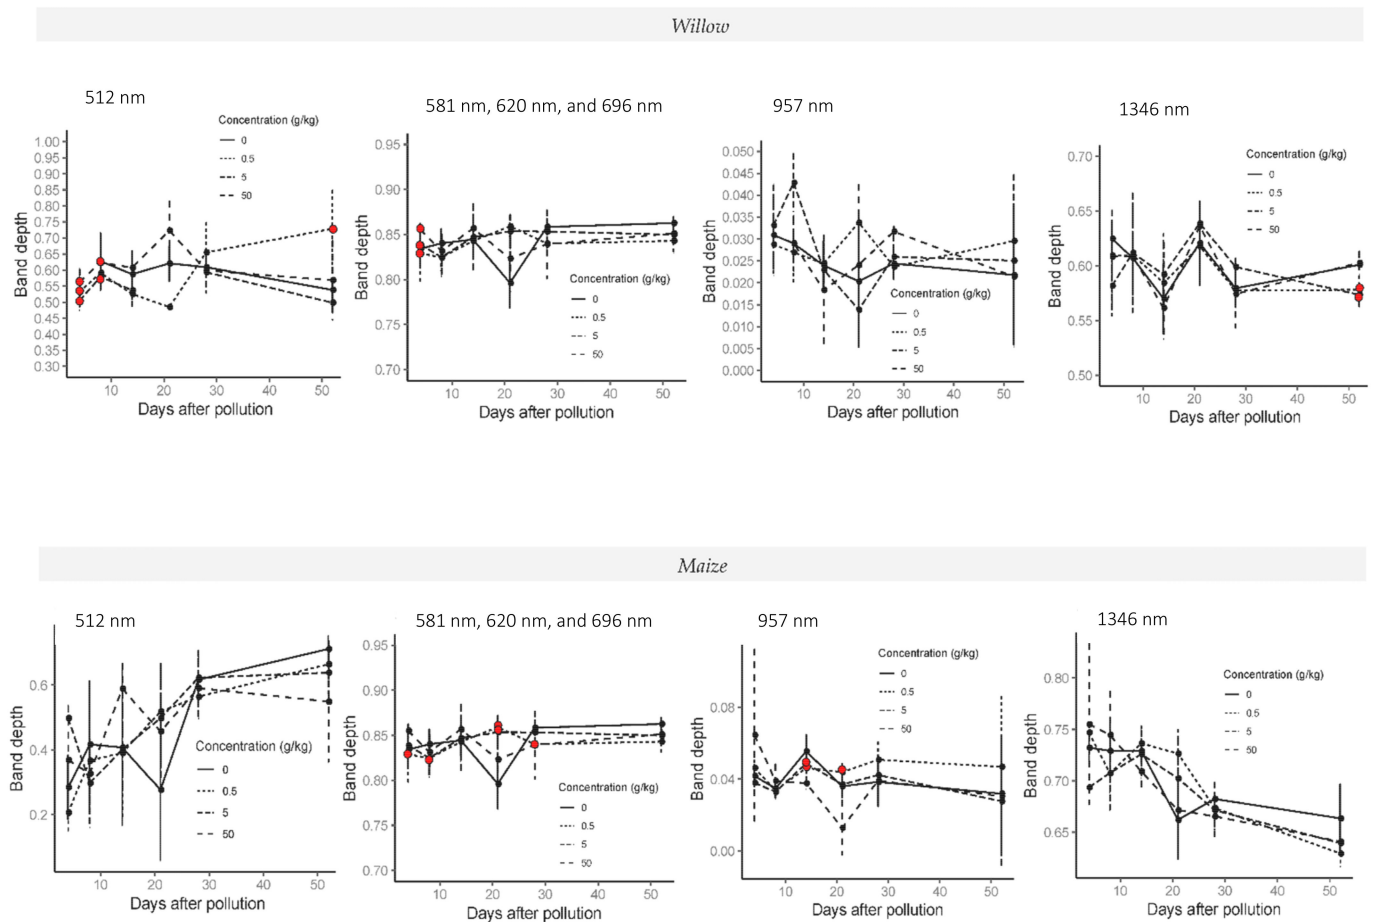 Willow
512 nm
Concentration (g/kg)
0
0.5
5
50
1.00
0.95
0.90
0.85
0.80
0.75
0.70
0.65
0.60
0.55
0.50
0.45
0.40
0.35
0.30
Band depth
10 20 30 40 50
Days after pollution
581 nm, 620 nm, and 696 nm
0.95
0.90
0.85
0.80
0.75
0.70
Band depth
Concentration (g/kg)
0
0.5
5
50
10 20 30 40 50
Days after pollution
957 nm
0.050
0.045
0.040
0.035
0.030
0.025
0.020
0.015
0.010
0.005
0.000
Band depth
Concentration (g/kg)
0
0.5
5
50
10 20 30 40 50
Days after pollution
1346 nm
Concentration (g/kg)
0
0.5
5
50
0.70
0.65
0.60
0.55
0.50
Band depth
10 20 30 40 50
Days after pollution
Maize
512 nm
0.6
0.4
0.2
Band depth
Concentration (g/kg)
0
0.5
5
50
10 20 30 40 50
Days after pollution
581 nm, 620 nm, and 696 nm
0.95
0.90
0.85
0.80
0.75
0.70
Band depth
Concentration (g/kg)
0
0.5
5
50
10 20 30 40 50
Days after pollution
957 nm
Concentration (g/kg)
0
0.5
5
50
0.08
0.04
0.00
Band depth
10 20 30 40 50
Days after pollution
1346 nm
Concentration (g/kg)
0
0.5
5
50
0.80
0.75
0.70
0.65
Band depth
10 20 30 40 50
Days after pollution